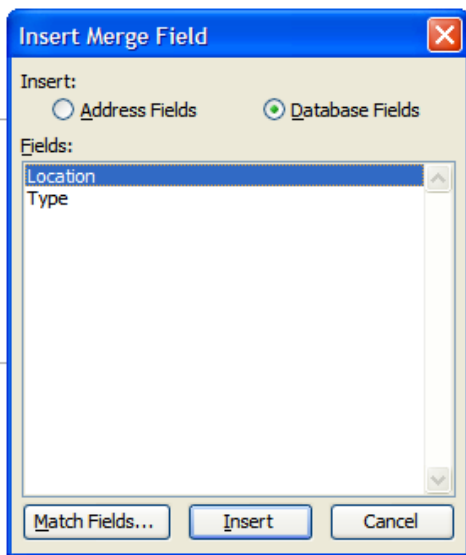 Insert Merge Field
Insert:
Address Fields Database Fields
Fields:
Location
Type
Match Fields... Insert Cancel